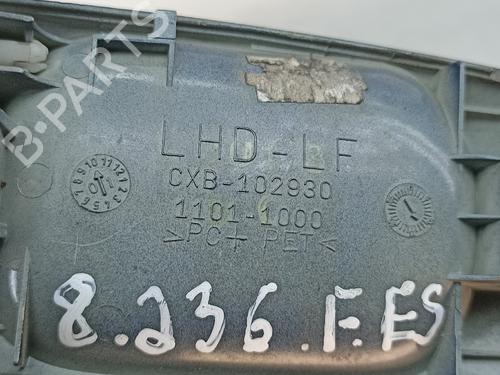 B-PARTS
LHD-LF
CXB-102930
1101-1000
>PC+ PET<
8.236.F.ES